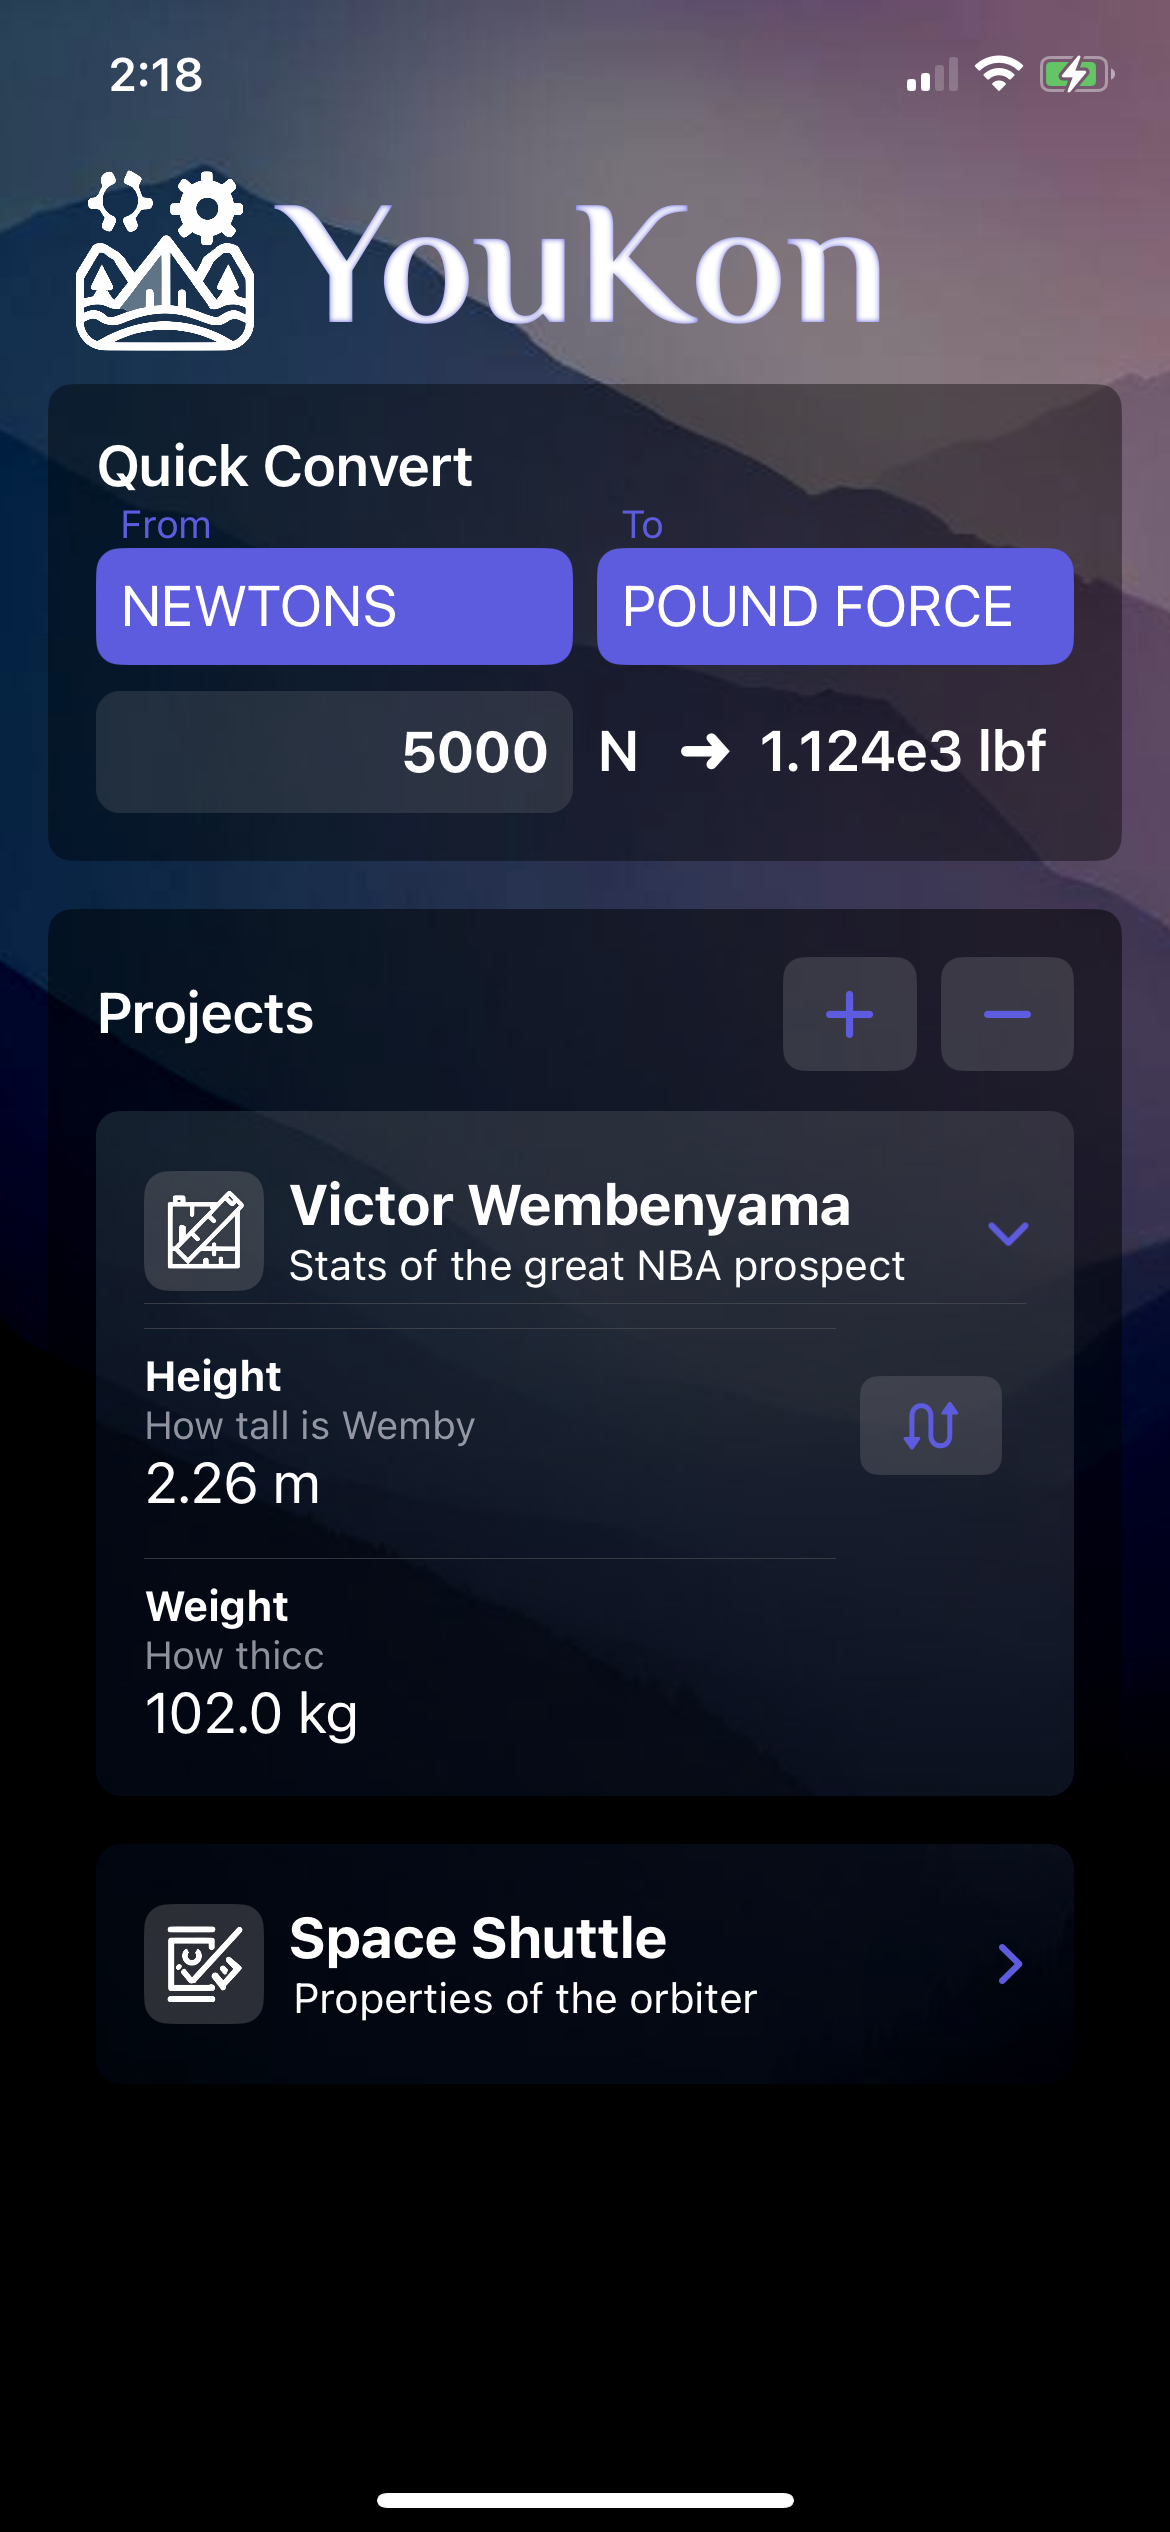 2:18
YouKon
Quick Convert
From To
NEWTONS POUND FORCE
5000 N ➜ 1.124e3 lbf
Projects
Victor Wembenyama
Stats of the great NBA prospect
Height
How tall is Wemby
2.26 m
Weight
How thicc
102.0 kg
Space Shuttle
Properties of the orbiter